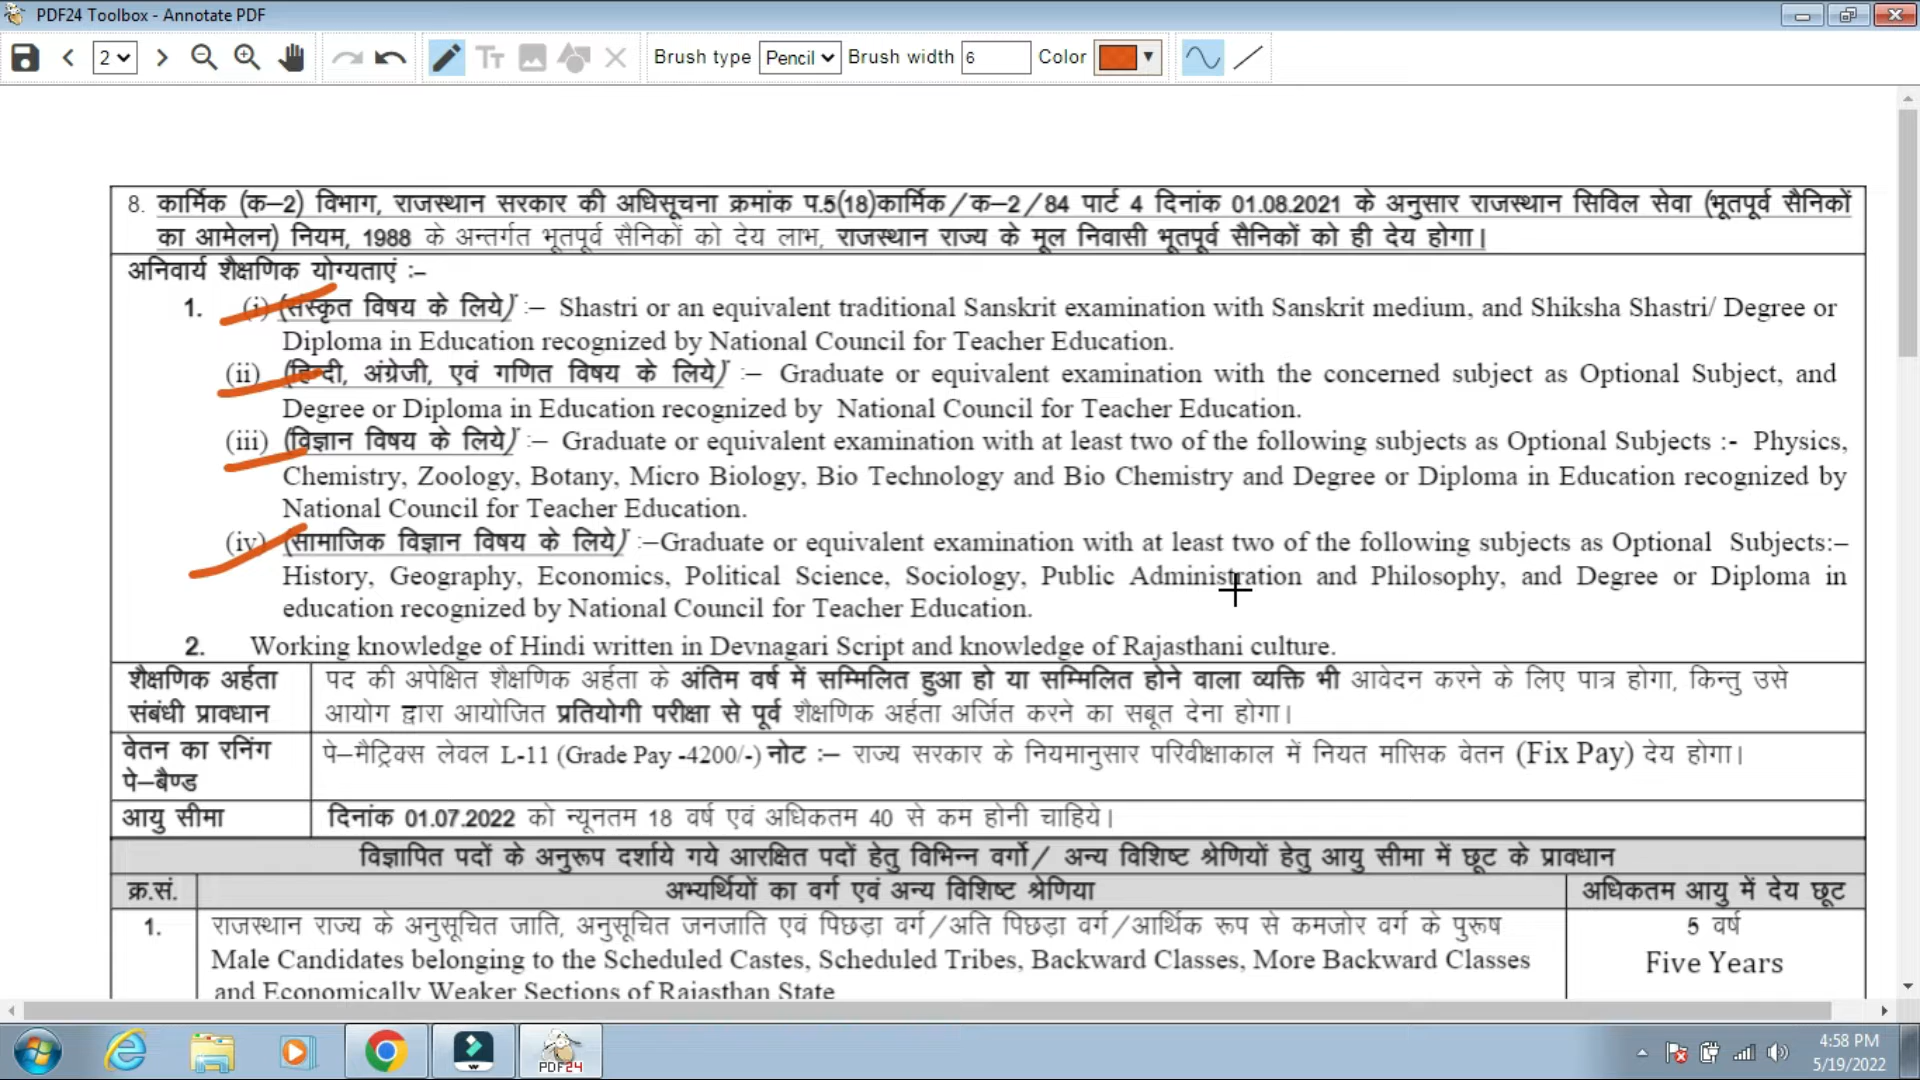 PDF24 Toolbox - Annotate PDF
2 Brush type Pencil Brush width 6 Color
8. कार्मिक (क–2) विभाग, राजस्थान सरकार की अधिसूचना क्रमांक प.5(18)कार्मिक/क–2/84 पार्ट 4 दिनांक 01.08.2021 के अनुसार राजस्थान सिविल सेवा (भूतपूर्व सैनिकों
का आमेलन) नियम, 1988 के अन्तर्गत भूतपूर्व सैनिकों को देय लाभ, राजस्थान राज्य के मूल निवासी भूतपूर्व सैनिकों को ही देय होगा।
अनिवार्य शैक्षणिक योग्यताएं :–
1. (i) (संस्कृत विषय के लिये) :– Shastri or an equivalent traditional Sanskrit examination with Sanskrit medium, and Shiksha Shastri/ Degree or
Diploma in Education recognized by National Council for Teacher Education.
(ii) (हिन्दी, अंग्रेजी, एवं गणित विषय के लिये) :– Graduate or equivalent examination with the concerned subject as Optional Subject, and
Degree or Diploma in Education recognized by National Council for Teacher Education.
(iii) (विज्ञान विषय के लिये) :– Graduate or equivalent examination with at least two of the following subjects as Optional Subjects :- Physics,
Chemistry, Zoology, Botany, Micro Biology, Bio Technology and Bio Chemistry and Degree or Diploma in Education recognized by
National Council for Teacher Education.
(iv) (सामाजिक विज्ञान विषय के लिये) :–Graduate or equivalent examination with at least two of the following subjects as Optional Subjects:–
History, Geography, Economics, Political Science, Sociology, Public Administration and Philosophy, and Degree or Diploma in
education recognized by National Council for Teacher Education.
2. Working knowledge of Hindi written in Devnagari Script and knowledge of Rajasthani culture.
शैक्षणिक अर्हता पद की अपेक्षित शैक्षणिक अर्हता के अंतिम वर्ष में सम्मिलित हुआ हो या सम्मिलित होने वाला व्यक्ति भी आवेदन करने के लिए पात्र होगा, किन्तु उसे
संबंधी प्रावधान आयोग द्वारा आयोजित प्रतियोगी परीक्षा से पूर्व शैक्षणिक अर्हता अर्जित करने का सबूत देना होगा।
वेतन का रनिंग पे–मैट्रिक्स लेवल L-11 (Grade Pay -4200/-) नोट :– राज्य सरकार के नियमानुसार परिवीक्षाकाल में नियत मासिक वेतन (Fix Pay) देय होगा।
पे–बैण्ड
आयु सीमा दिनांक 01.07.2022 को न्यूनतम 18 वर्ष एवं अधिकतम 40 से कम होनी चाहिये।
विज्ञापित पदों के अनुरूप दर्शाये गये आरक्षित पदों हेतु विभिन्न वर्गो/ अन्य विशिष्ट श्रेणियों हेतु आयु सीमा में छूट के प्रावधान
क्र.सं. अभ्यर्थियों का वर्ग एवं अन्य विशिष्ट श्रेणिया अधिकतम आयु में देय छूट
1. राजस्थान राज्य के अनुसूचित जाति, अनुसूचित जनजाति एवं पिछड़ा वर्ग/अति पिछड़ा वर्ग/आर्थिक रूप से कमजोर वर्ग के पुरूष 5 वर्ष
Male Candidates belonging to the Scheduled Castes, Scheduled Tribes, Backward Classes, More Backward Classes Five Years
and Economically Weaker Sections of Rajasthan State
PDF24
4:58 PM
5/19/2022